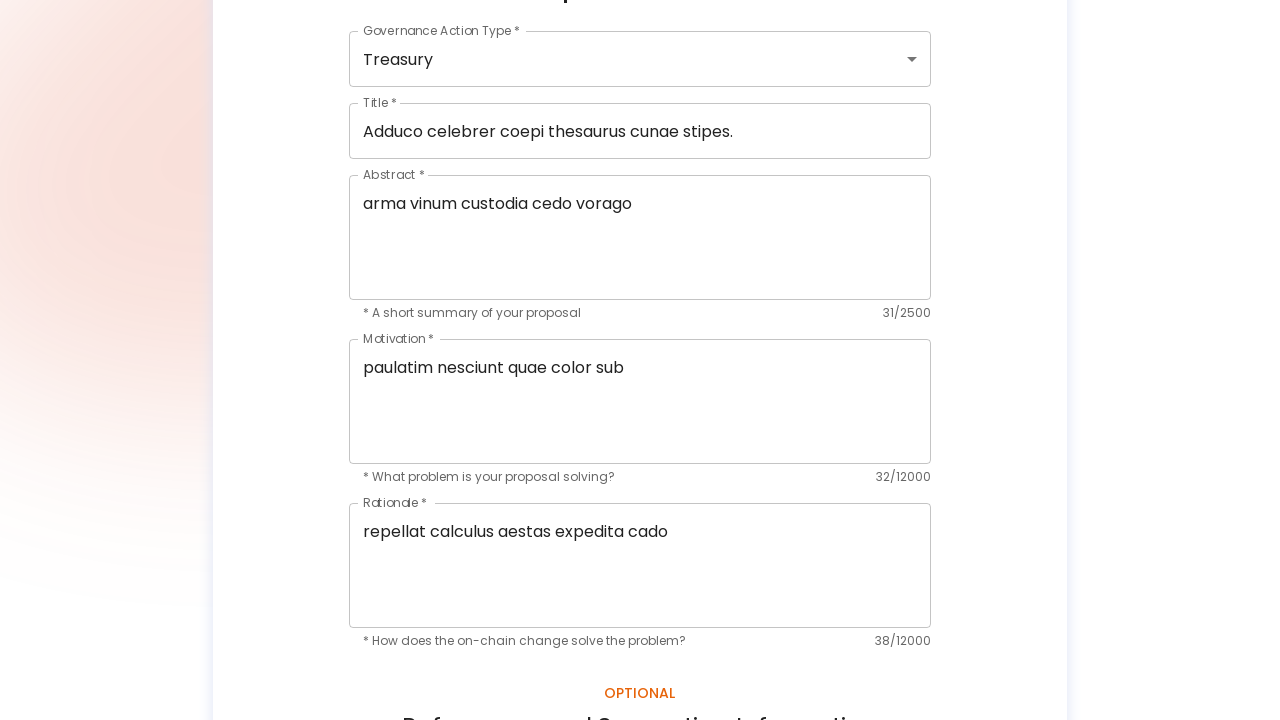 Governance Action Type *
Treasury
Title *
Adduco celebrer coepi thesaurus cunae stipes.
Abstract *
arma vinum custodia cedo vorago
* A short summary of your proposal 31/2500
Motivation *
paulatim nesciunt quae color sub
* What problem is your proposal solving? 32/12000
Rationale *
repellat calculus aestas expedita cado
* How does the on-chain change solve the problem? 38/12000
OPTIONAL